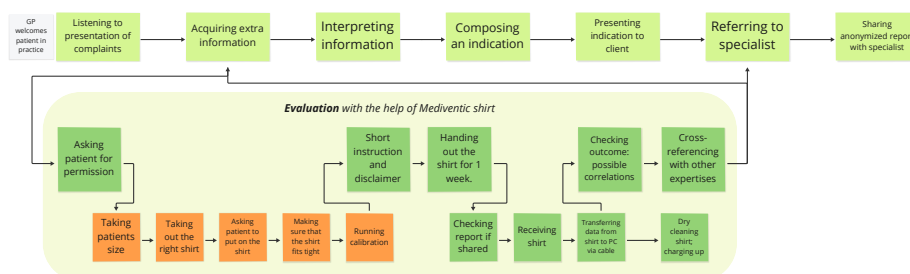 GP
welcomes
patient in
practice
Listening to
presentation of
complaints
Acquiring extra
information
Interpreting
information
Composing
an indication
Presenting
indication to
client
Referring to
specialist
Sharing
anonymized report
with specialist
Evaluation with the help of Mediventic shirt
Asking
patient for
permission
Taking
patients
size
Taking
out the
right shirt
Asking
patient to
put on the
shirt
Making
sure that
the shirt
fits tight
Running
calibration
Short
instruction
and
disclaimer
Handing
out the
shirt for 1
week.
Checking
report if
shared
Receiving
shirt
Transferring
data from
shirt to PC
via cable
Checking
outcome:
possible
correlations
Cross-
referencing
with other
expertises
Dry
cleaning
shirt;
charging up